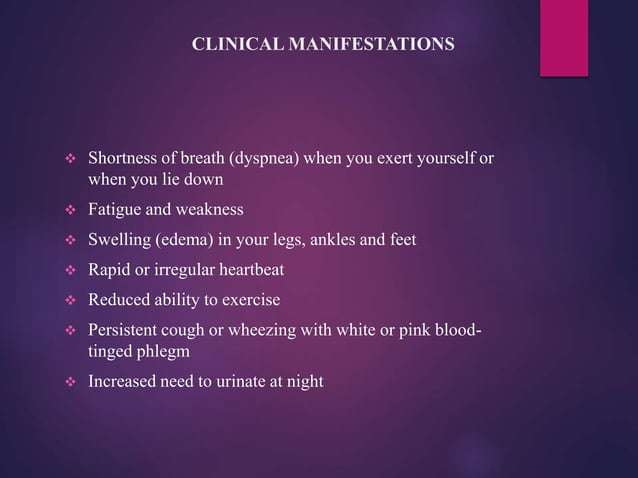 CLINICAL MANIFESTATIONS
Shortness of breath (dyspnea) when you exert yourself or
when you lie down
Fatigue and weakness
Swelling (edema) in your legs, ankles and feet
Rapid or irregular heartbeat
Reduced ability to exercise
Persistent cough or wheezing with white or pink blood-
tinged phlegm
Increased need to urinate at night